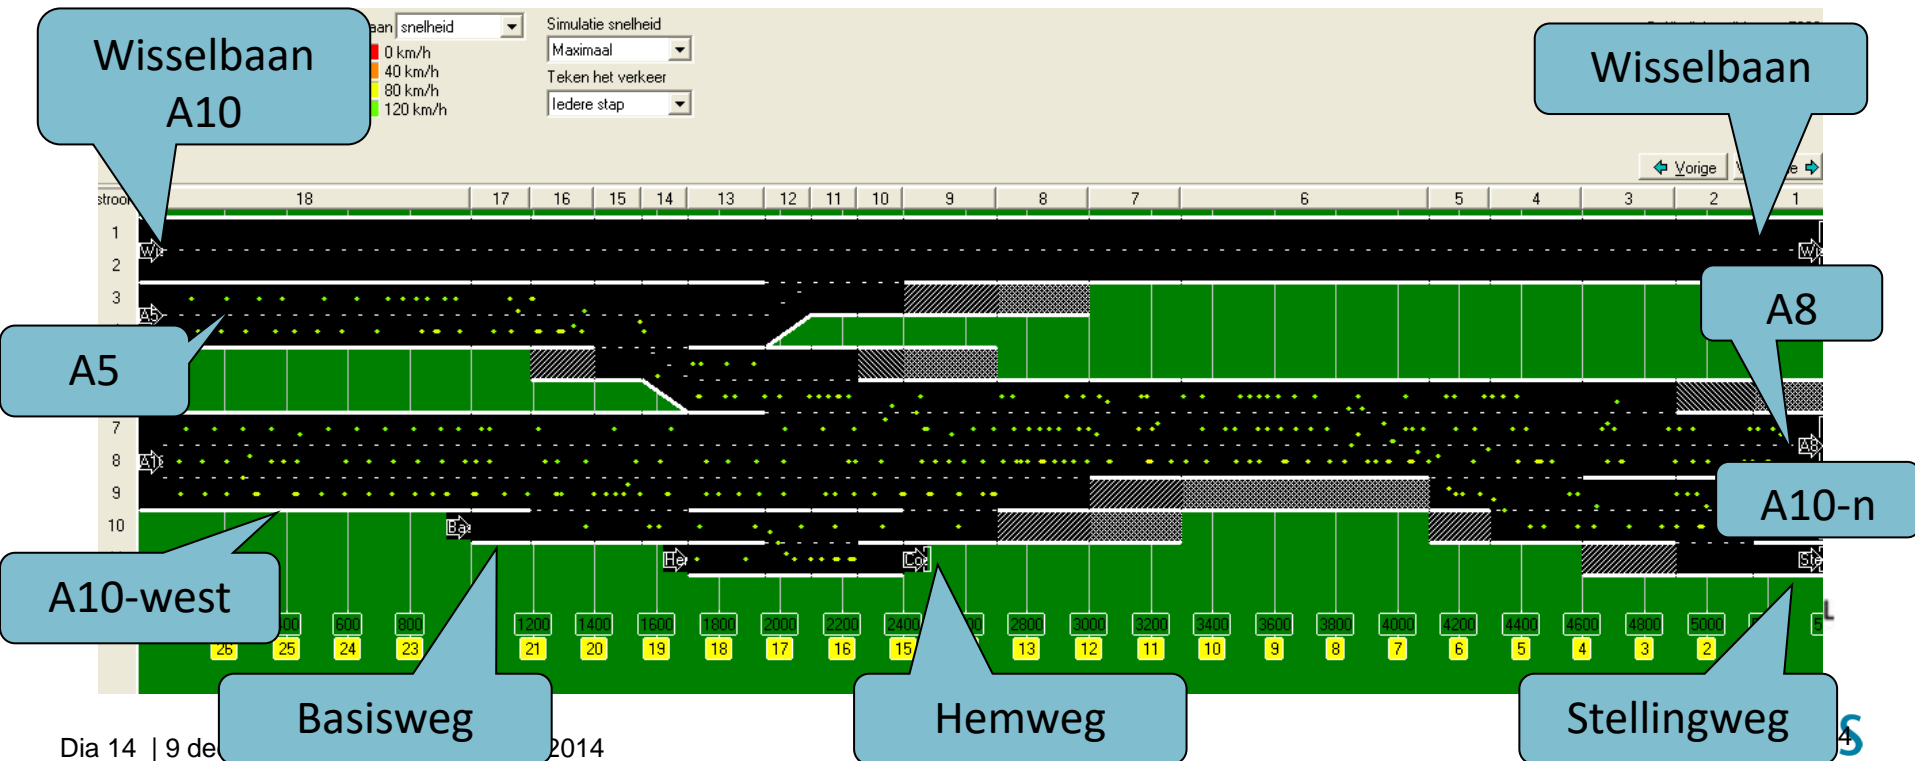 Wisselbaan
A10
snelheid
0 km/h
40 km/h
80 km/h
120 km/h
Simulatie snelheid
Maximaal
Teken het verkeer
Iedere stap
Wisselbaan
Vorige
18 17 16 15 14 13 12 11 10 9 8 7 6 5 4 3 2 1
1
2
3
A5
A8
A5
7
8
A8
9
10
A10-n
A10-west
600 800 1200 1400 1600 1800 2000 2200 2400 2800 3000 3200 3400 3600 3800 4000 4200 4400 4600 4800 5000
26 25 24 23 21 20 19 18 17 16 15 13 12 11 10 9 8 7 6 5 4 3 2
Basisweg
Hemweg
Stellingweg
Dia 14 | 9 de 2014